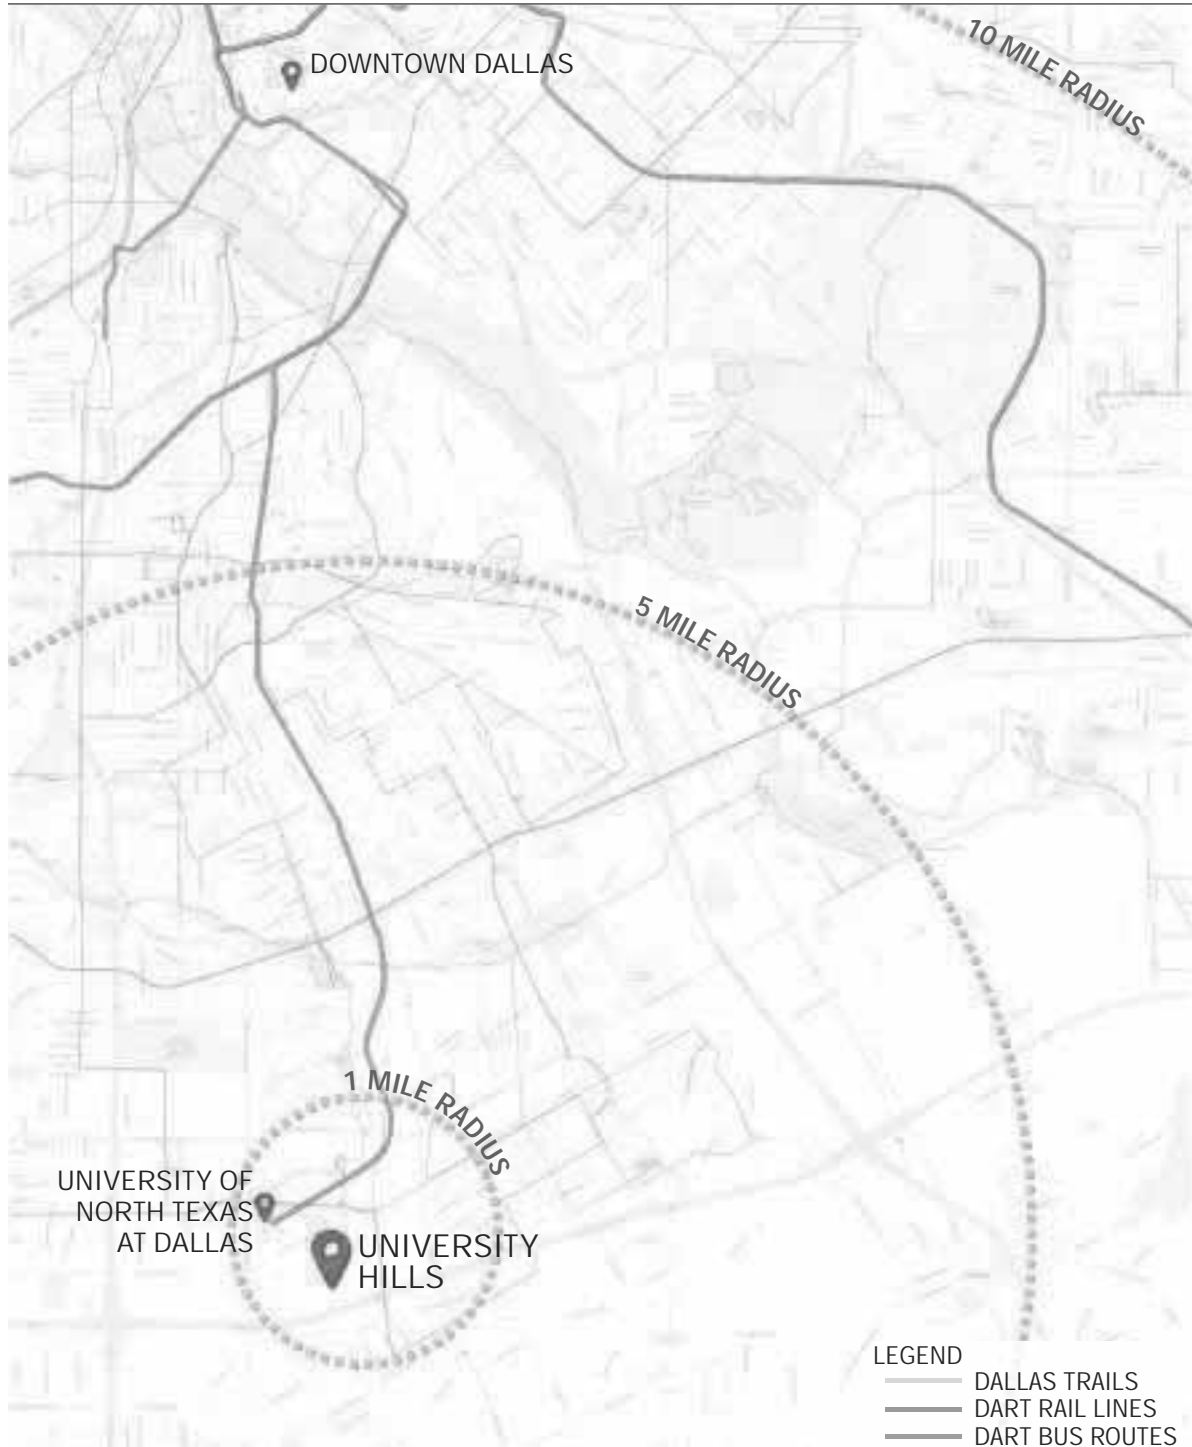 10 MILE RADIUS
DOWNTOWN DALLAS
5 MILE RADIUS
1 MILE RADIUS
UNIVERSITY OF
NORTH TEXAS
AT DALLAS
UNIVERSITY
HILLS
LEGEND
DALLAS TRAILS
DART RAIL LINES
DART BUS ROUTES